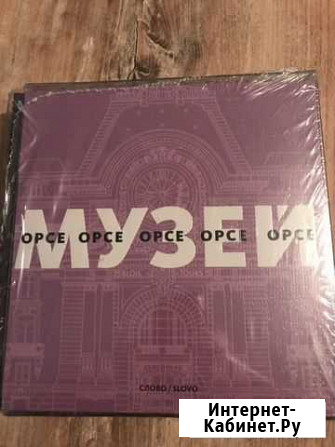 МУЗЕЙ
ОРСЕ ОРСЕ ОРСЕ ОРСЕ ОРСЕ
СЛОВО / SLOVO
Интернет-
Кабинет.Ру